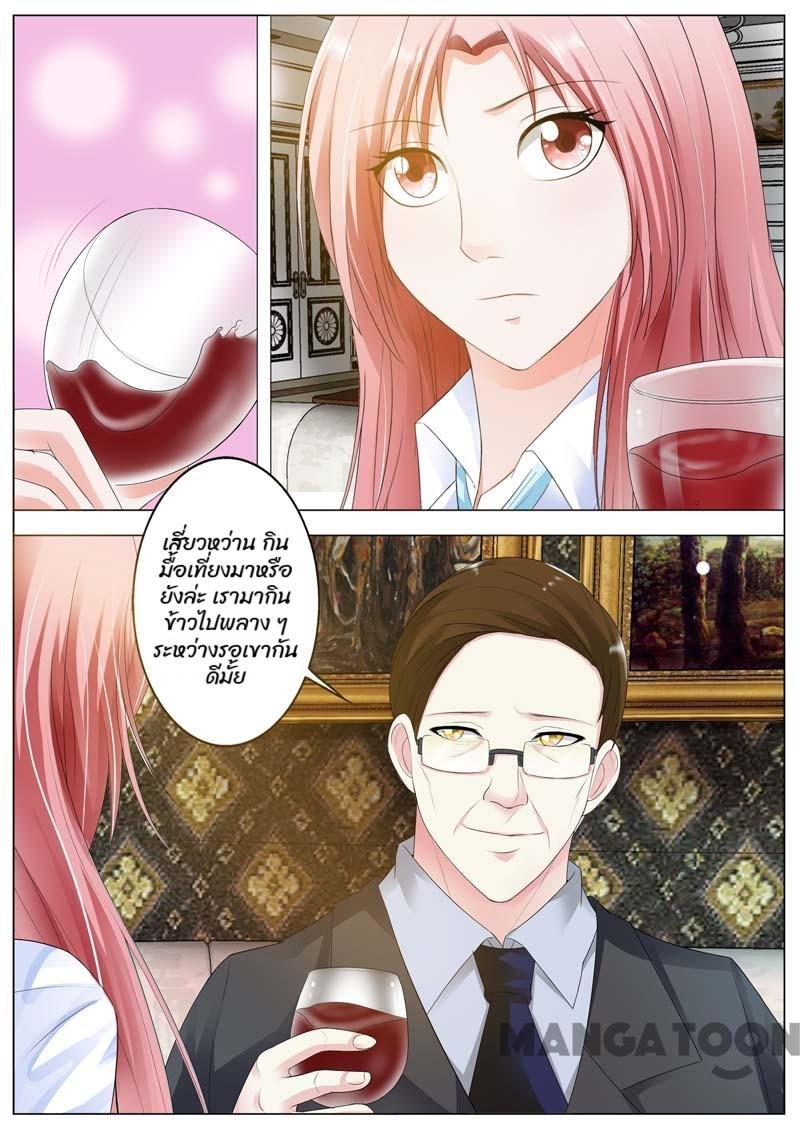 เสี่ยวหว่าน กิน
มื้อเที่ยงมาหรือ
ยังล่ะ เรามากิน
ข้าวไปพลาง ๆ
ระหว่างรอเขากัน
ดีมั้ย
MANGATOON